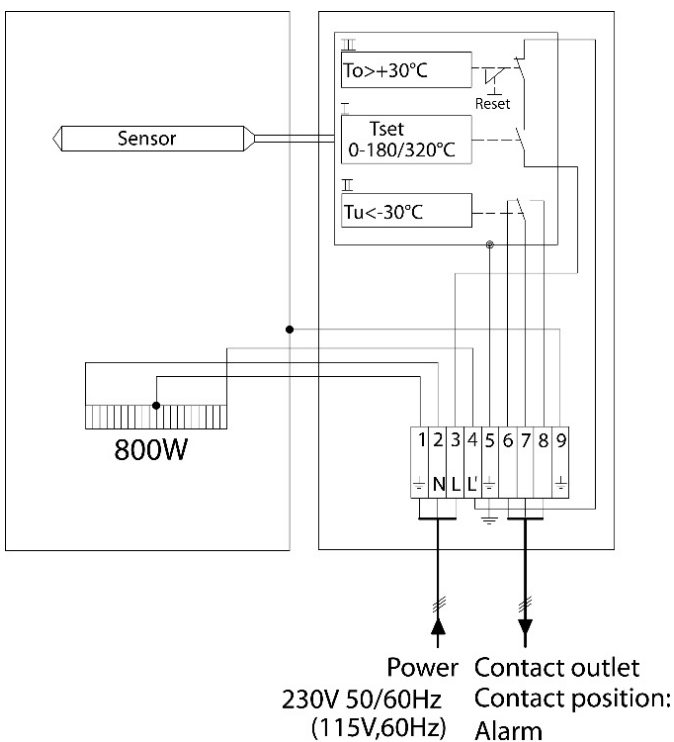 III
To>+30°C
Reset
I
Tset
0-180/320°C
Sensor
II
Tu<-30°C
800W
1 2 3 4 5 6 7 8 9
N L L'
Power
230V 50/60Hz
(115V,60Hz)
Contact outlet
Contact position:
Alarm